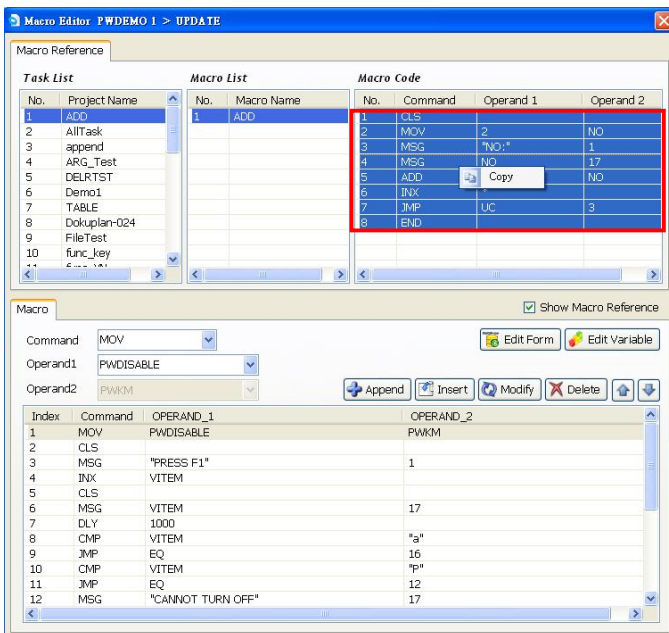 Macro Editor PWDEMO 1 > UPDATE
Macro Reference
Task List Macro List Macro Code
No. Project Name No. Macro Name No. Command Operand 1 Operand 2
1 ADD 1 ADD 1 CLS
2 AllTask 2 MOV 2 NO
3 append 3 MSG "NO:" 1
4 ARG_Test 4 MSG NO 17
5 DELRTST 5 ADD Copy NO
6 Demo1 6 INX
7 TABLE 7 JMP UC 3
8 Dokuplan-024 8 END
9 FileTest
10 func_key
Macro Show Macro Reference
Command MOV Edit Form Edit Variable
Operand1 PWDISABLE
Operand2 PWKM Append Insert Modify Delete
Index Command OPERAND_1 OPERAND_2
1 MOV PWDISABLE PWKM
2 CLS
3 MSG "PRESS F1" 1
4 INX VITEM
5 CLS
6 MSG VITEM 17
7 DLY 1000
8 CMP VITEM "a"
9 JMP EQ 16
10 CMP VITEM "P"
11 JMP EQ 12
12 MSG "CANNOT TURN OFF" 17